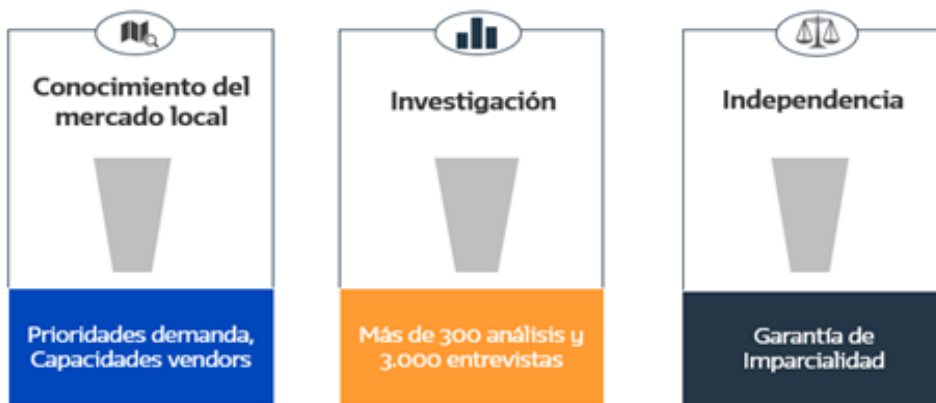 Conocimiento del
mercado local
Prioridades demanda,
Capacidades vendors
Investigación
Más de 300 análisis y
3.000 entrevistas
Independencia
Garantía de
Imparcialidad